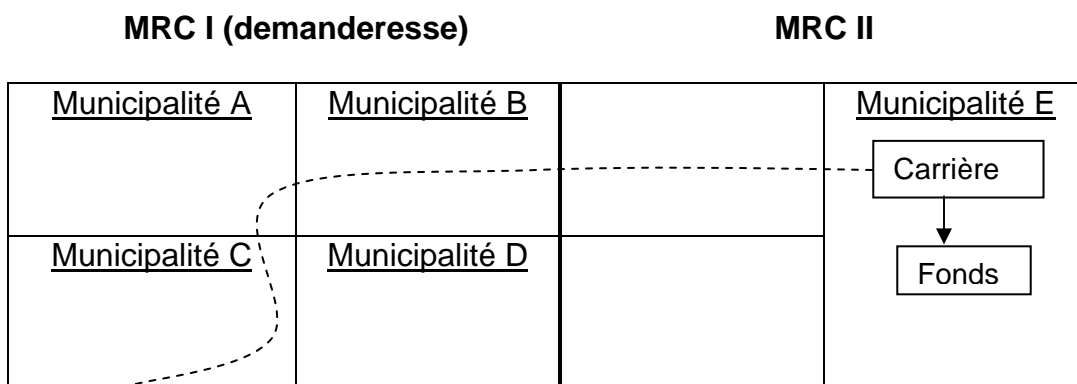 MRC I (demanderesse) MRC II
Municipalité A Municipalité B Municipalité E
Carrière
Municipalité C Municipalité D
Fonds